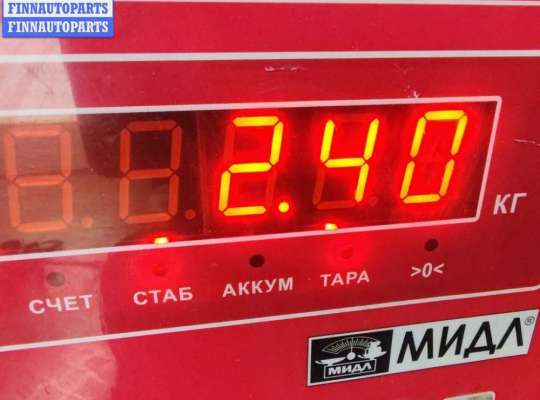 FINNAUTOPARTS
FINNAUTOPARTS
2.40 КГ
СЧЕТ СТАБ АККУМ ТАРА >0<
МИДЛ МИДЛ®